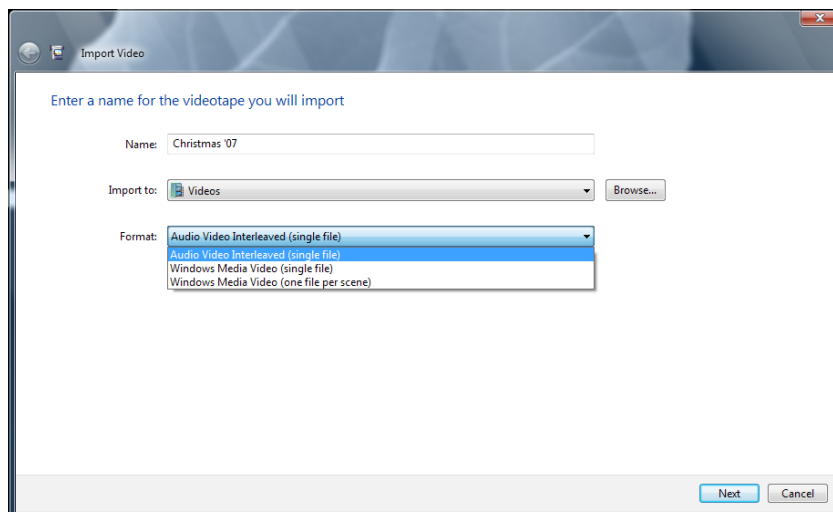 Import Video
Enter a name for the videotape you will import
Name: Christmas '07
Import to: Videos Browse...
Format: Audio Video Interleaved (single file)
Audio Video Interleaved (single file)
Windows Media Video (single file)
Windows Media Video (one file per scene)
Next Cancel